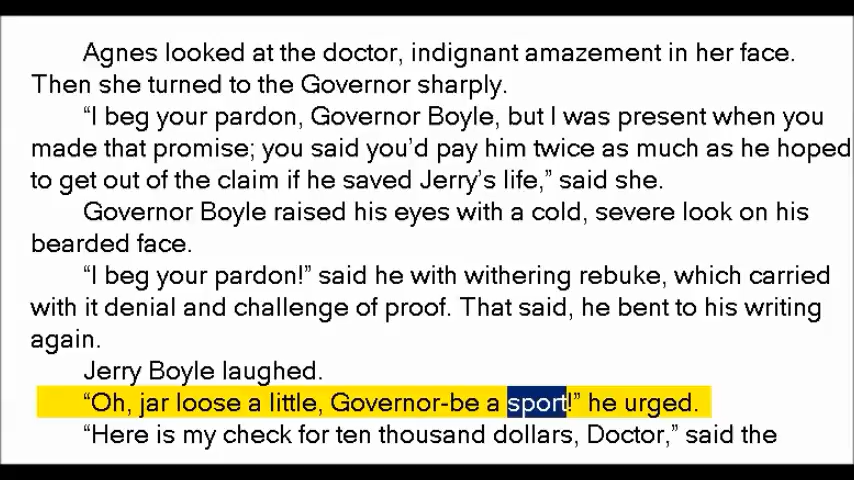 Agnes looked at the doctor, indignant amazement in her face.
Then she turned to the Governor sharply.
“I beg your pardon, Governor Boyle, but I was present when you
made that promise; you said you’d pay him twice as much as he hoped
to get out of the claim if he saved Jerry’s life,” said she.
Governor Boyle raised his eyes with a cold, severe look on his
bearded face.
“I beg your pardon!” said he with withering rebuke, which carried
with it denial and challenge of proof. That said, he bent to his writing
again.
Jerry Boyle laughed.
“Oh, jar loose a little, Governor-be a sport!” he urged.
“Here is my check for ten thousand dollars, Doctor,” said the